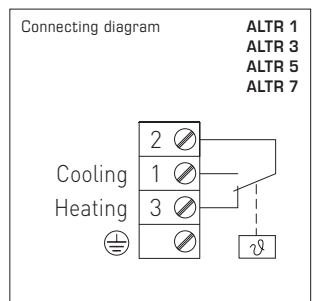 Connecting diagram ALTR 1
ALTR 3
ALTR 5
ALTR 7
2
Cooling 1
Heating 3
ϑ